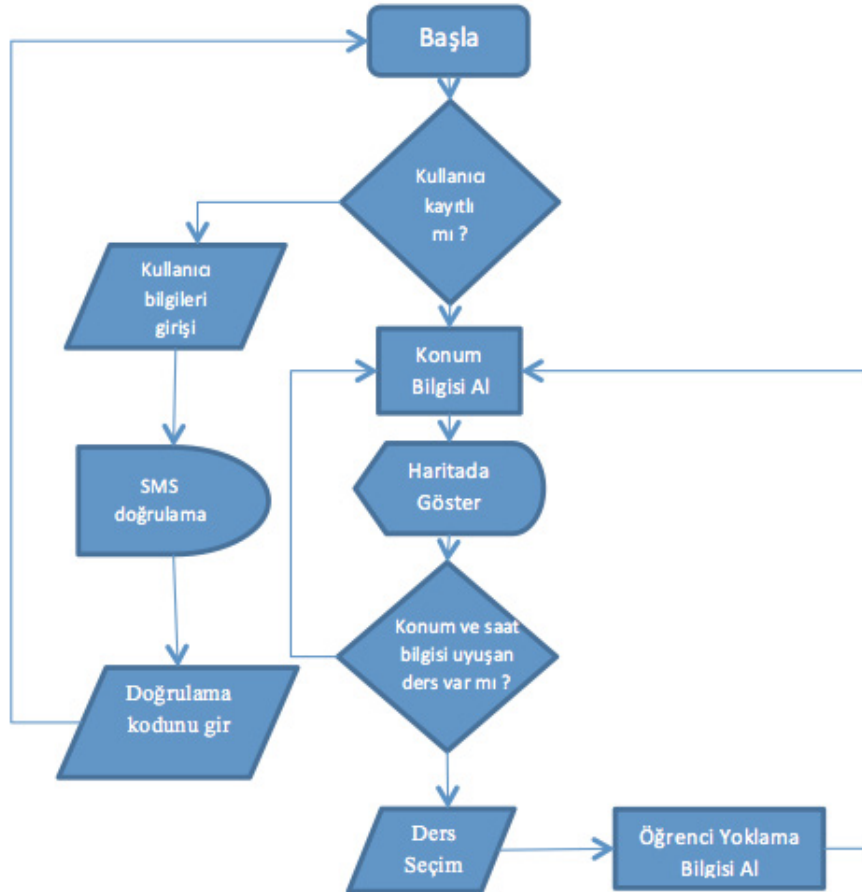 Başla
Kullanıcı
kayıtlı
mı ?
Kullanıcı
bilgileri
girişi
Konum
Bilgisi Al
SMS
doğrulama
Haritada
Göster
Konum ve saat
bilgisi uyuşan
ders var mı ?
Doğrulama
kodunu gir
Ders
Seçim
Öğrenci Yoklama
Bilgisi Al